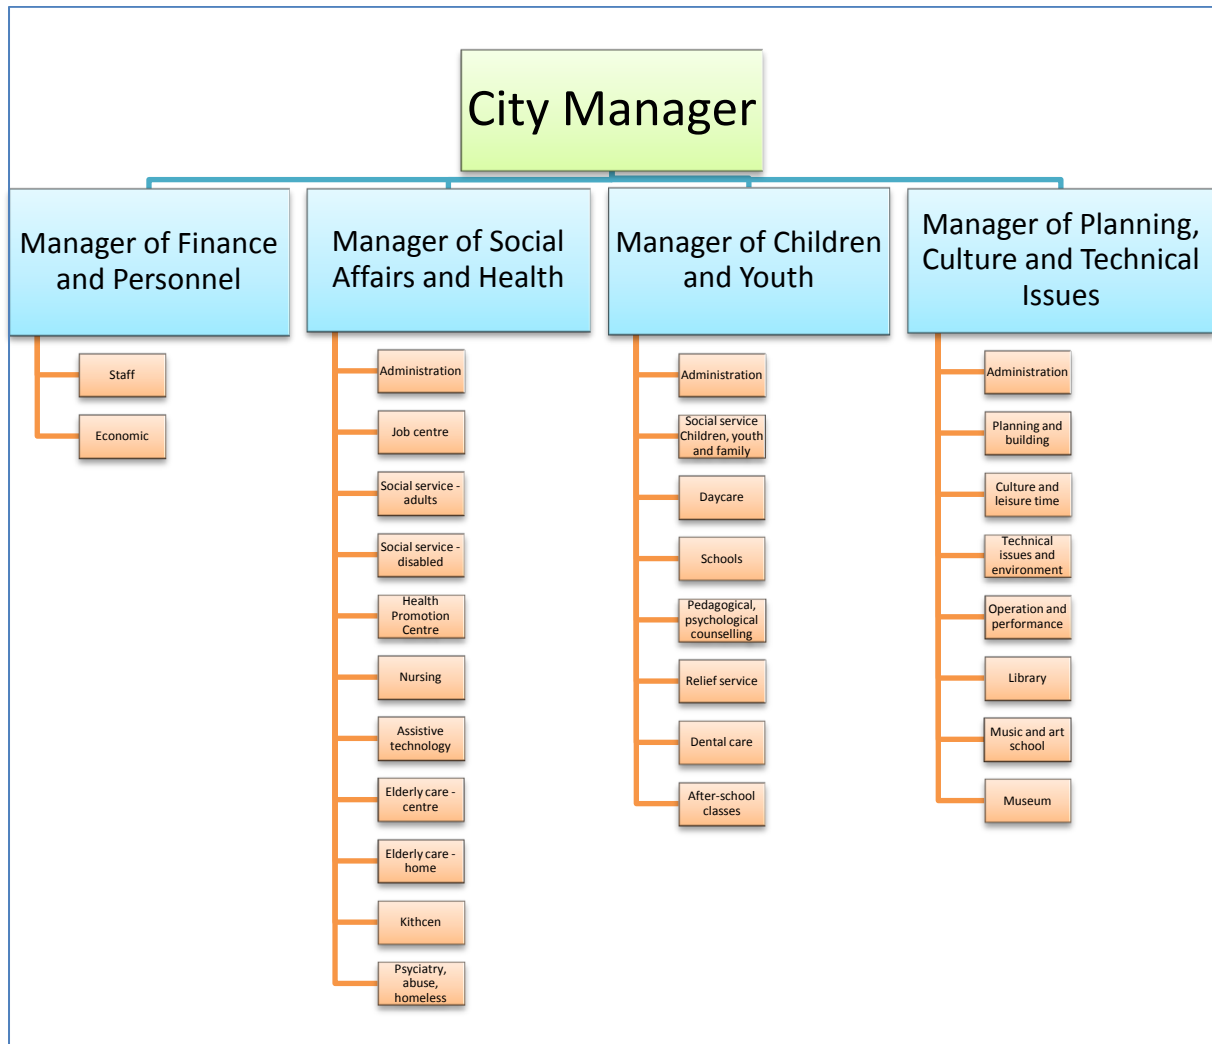 City Manager
Manager of Finance
and Personnel
Manager of Social
Affairs and Health
Manager of Children
and Youth
Manager of Planning,
Culture and Technical
Issues
Staff
Economic
Administration
Job centre
Social service -
adults
Social service -
disabled
Health
Promotion
Centre
Nursing
Assistive
technology
Elderly care -
centre
Elderly care -
home
Kithcen
Psyciatry,
abuse,
homeless
Administration
Social service
Children, youth
and family
Daycare
Schools
Pedagogical,
psychological
counselling
Relief service
Dental care
After-school
classes
Administration
Planning and
building
Culture and
leisure time
Technical
issues and
environment
Operation and
performance
Library
Music and art
school
Museum